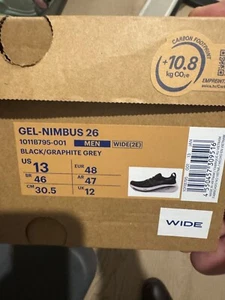 CARBON FOOTPRINT
+10.8
kg CO₂e
GEL-NIMBUS 26
1011B795-001 MEN WIDE(2E)
BLACK/GRAPHITE GREY
US 13 EUR 48
BR 46 AR 47
CM 30.5 UK 12
WIDE